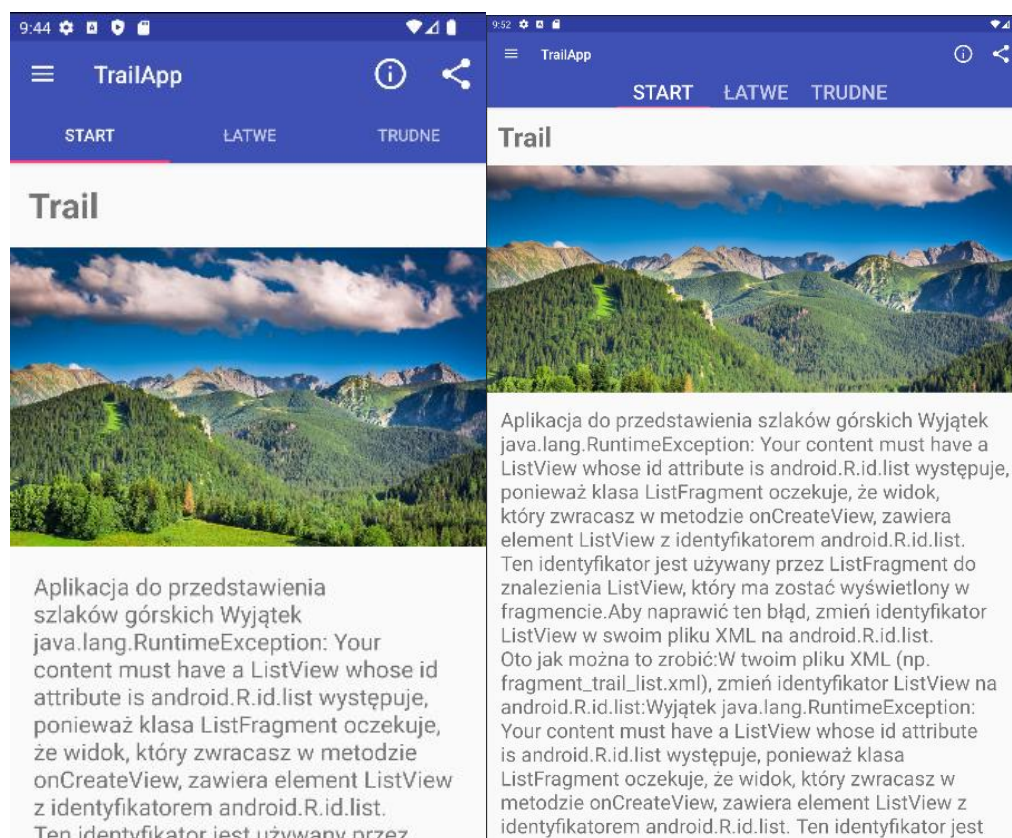 9:44
TrailApp
START ŁATWE TRUDNE
Trail
Aplikacja do przedstawienia
szlaków górskich Wyjątek
java.lang.RuntimeException: Your
content must have a ListView whose id
attribute is android.R.id.list występuje,
ponieważ klasa ListFragment oczekuje,
że widok, który zwracasz w metodzie
onCreateView, zawiera element ListView
z identyfikatorem android.R.id.list.
Ten identyfikator jest używany przez
9:52
TrailApp
START ŁATWE TRUDNE
Trail
Aplikacja do przedstawienia szlaków górskich Wyjątek
java.lang.RuntimeException: Your content must have a
ListView whose id attribute is android.R.id.list występuje,
ponieważ klasa ListFragment oczekuje, że widok,
który zwracasz w metodzie onCreateView, zawiera
element ListView z identyfikatorem android.R.id.list.
Ten identyfikator jest używany przez ListFragment do
znalezienia ListView, który ma zostać wyświetlony w
fragmencie.Aby naprawić ten błąd, zmień identyfikator
ListView w swoim pliku XML na android.R.id.list.
Oto jak można to zrobić:W twoim pliku XML (np.
fragment_trail_list.xml), zmień identyfikator ListView na
android.R.id.list:Wyjątek java.lang.RuntimeException:
Your content must have a ListView whose id attribute
is android.R.id.list występuje, ponieważ klasa
ListFragment oczekuje, że widok, który zwracasz w
metodzie onCreateView, zawiera element ListView z
identyfikatorem android.R.id.list. Ten identyfikator jest